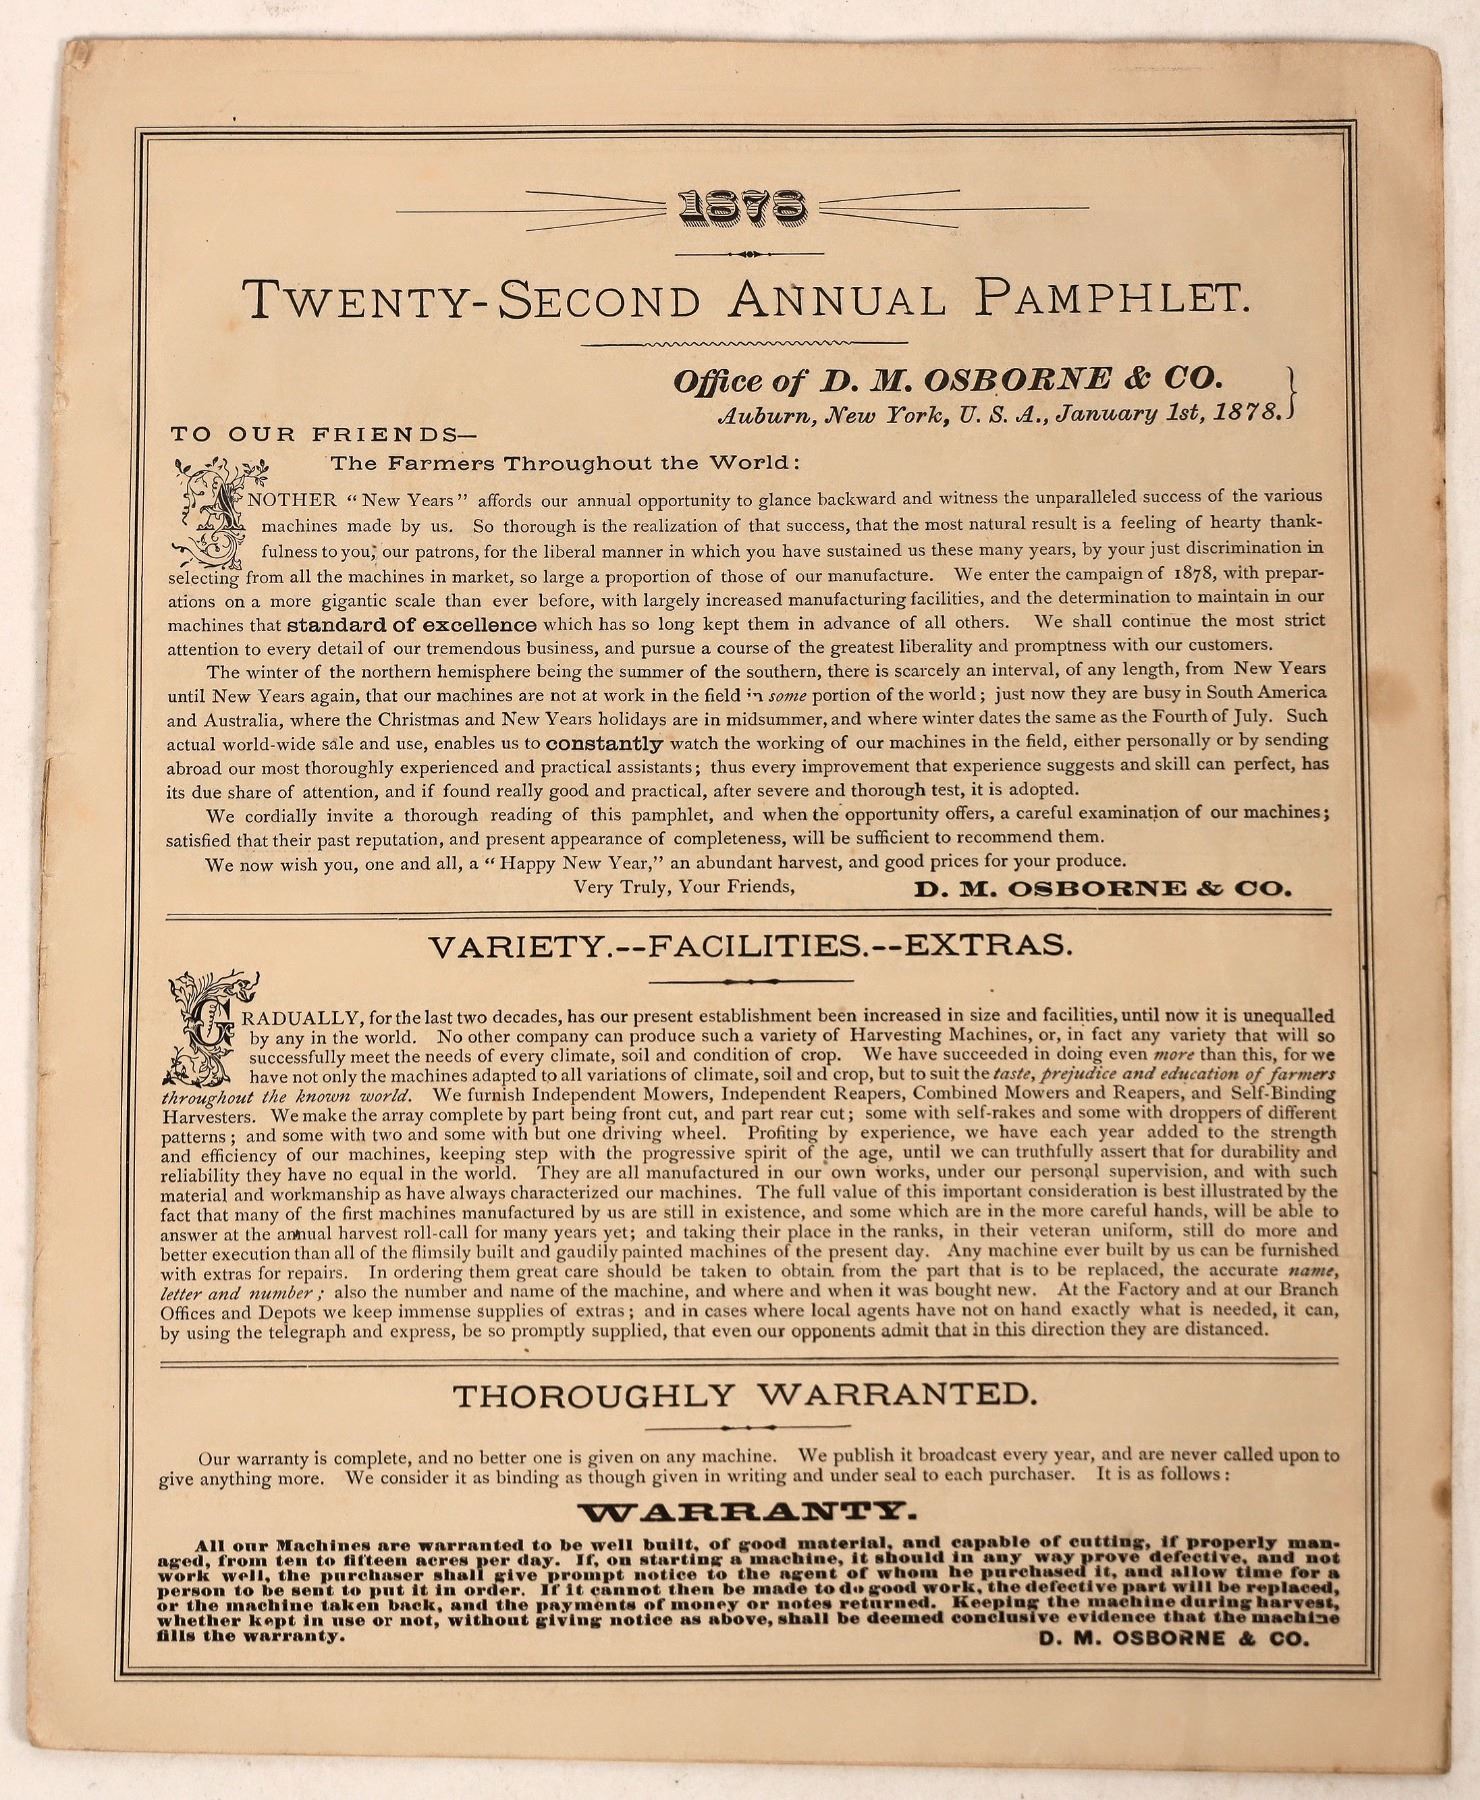 1878
TWENTY-SECOND ANNUAL PAMPHLET.
Office of D. M. OSBORNE & CO.
Auburn, New York, U. S. A., January 1st, 1878.}
TO OUR FRIENDS—
The Farmers Throughout the World:
ANOTHER “New Years” affords our annual opportunity to glance backward and witness the unparalleled success of the various
machines made by us. So thorough is the realization of that success, that the most natural result is a feeling of hearty thank-
fulness to you, our patrons, for the liberal manner in which you have sustained us these many years, by your just discrimination in
selecting from all the machines in market, so large a proportion of those of our manufacture. We enter the campaign of 1878, with prepar-
ations on a more gigantic scale than ever before, with largely increased manufacturing facilities, and the determination to maintain in our
machines that standard of excellence which has so long kept them in advance of all others. We shall continue the most strict
attention to every detail of our tremendous business, and pursue a course of the greatest liberality and promptness with our customers.
The winter of the northern hemisphere being the summer of the southern, there is scarcely an interval, of any length, from New Years
until New Years again, that our machines are not at work in the field in some portion of the world; just now they are busy in South America
and Australia, where the Christmas and New Years holidays are in midsummer, and where winter dates the same as the Fourth of July. Such
actual world-wide sale and use, enables us to constantly watch the working of our machines in the field, either personally or by sending
abroad our most thoroughly experienced and practical assistants; thus every improvement that experience suggests and skill can perfect, has
its due share of attention, and if found really good and practical, after severe and thorough test, it is adopted.
We cordially invite a thorough reading of this pamphlet, and when the opportunity offers, a careful examination of our machines;
satisfied that their past reputation, and present appearance of completeness, will be sufficient to recommend them.
We now wish you, one and all, a “Happy New Year,” an abundant harvest, and good prices for your produce.
Very Truly, Your Friends, D. M. OSBORNE & CO.
VARIETY.--FACILITIES.--EXTRAS.
GRADUALLY, for the last two decades, has our present establishment been increased in size and facilities, until now it is unequalled
by any in the world. No other company can produce such a variety of Harvesting Machines, or, in fact any variety that will so
successfully meet the needs of every climate, soil and condition of crop. We have succeeded in doing even more than this, for we
have not only the machines adapted to all variations of climate, soil and crop, but to suit the taste, prejudice and education of farmers
throughout the known world. We furnish Independent Mowers, Independent Reapers, Combined Mowers and Reapers, and Self-Binding
Harvesters. We make the array complete by part being front cut, and part rear cut; some with self-rakes and some with droppers of different
patterns; and some with two and some with but one driving wheel. Profiting by experience, we have each year added to the strength
and efficiency of our machines, keeping step with the progressive spirit of the age, until we can truthfully assert that for durability and
reliability they have no equal in the world. They are all manufactured in our own works, under our personal supervision, and with such
material and workmanship as have always characterized our machines. The full value of this important consideration is best illustrated by the
fact that many of the first machines manufactured by us are still in existence, and some which are in the more careful hands, will be able to
answer at the annual harvest roll-call for many years yet; and taking their place in the ranks, in their veteran uniform, still do more and
better execution than all of the flimsily built and gaudily painted machines of the present day. Any machine ever built by us can be furnished
with extras for repairs. In ordering them great care should be taken to obtain from the part that is to be replaced, the accurate name,
letter and number; also the number and name of the machine, and where and when it was bought new. At the Factory and at our Branch
Offices and Depots we keep immense supplies of extras; and in cases where local agents have not on hand exactly what is needed, it can,
by using the telegraph and express, be so promptly supplied, that even our opponents admit that in this direction they are distanced.
THOROUGHLY WARRANTED.
Our warranty is complete, and no better one is given on any machine. We publish it broadcast every year, and are never called upon to
give anything more. We consider it as binding as though given in writing and under seal to each purchaser. It is as follows:
WARRANTY.
All our Machines are warranted to be well built, of good material, and capable of cutting, if properly man-
aged, from ten to fifteen acres per day. If, on starting a machine, it should in any way prove defective, and not
work well, the purchaser shall give prompt notice to the agent of whom he purchased it, and allow time for a
person to be sent to put it in order. If it cannot then be made to do good work, the defective part will be replaced,
or the machine taken back, and the payments of money or notes returned. Keeping the machine during harvest,
whether kept in use or not, without giving notice as above, shall be deemed conclusive evidence that the machine
fills the warranty. D. M. OSBORNE & CO.